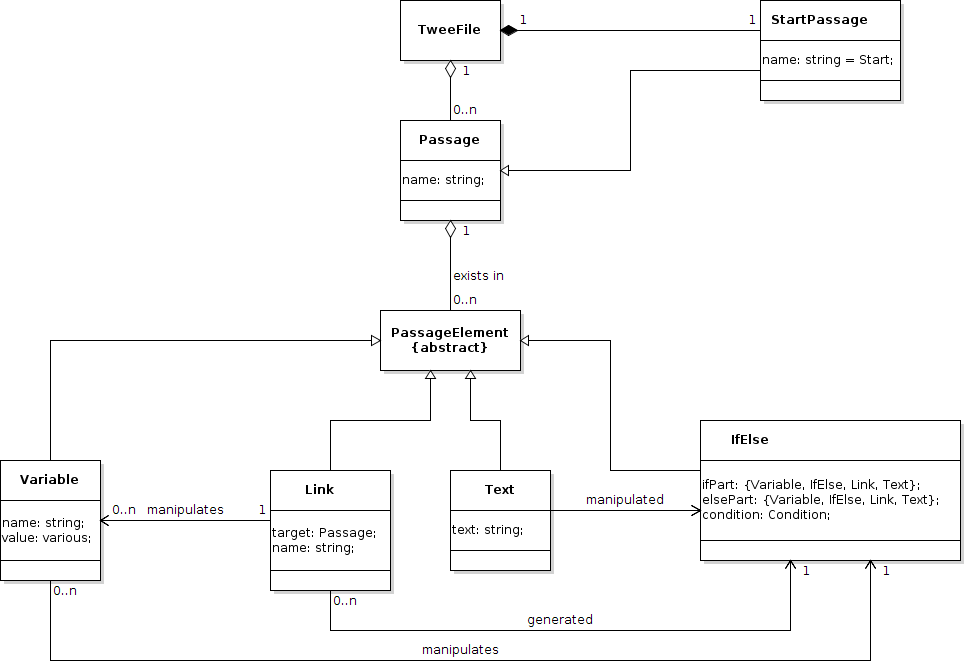 TweeFile
1
1
StartPassage
name: string = Start;
1
0..n
Passage
name: string;
1
exists in
0..n
PassageElement
{abstract}
Variable
name: string;
value: various;
0..n
manipulates
1
Link
target: Passage;
name: string;
Text
text: string;
manipulated
IfElse
ifPart: {Variable, IfElse, Link, Text};
elsePart: {Variable, IfElse, Link, Text};
condition: Condition;
0..n
0..n
1
1
generated
manipulates